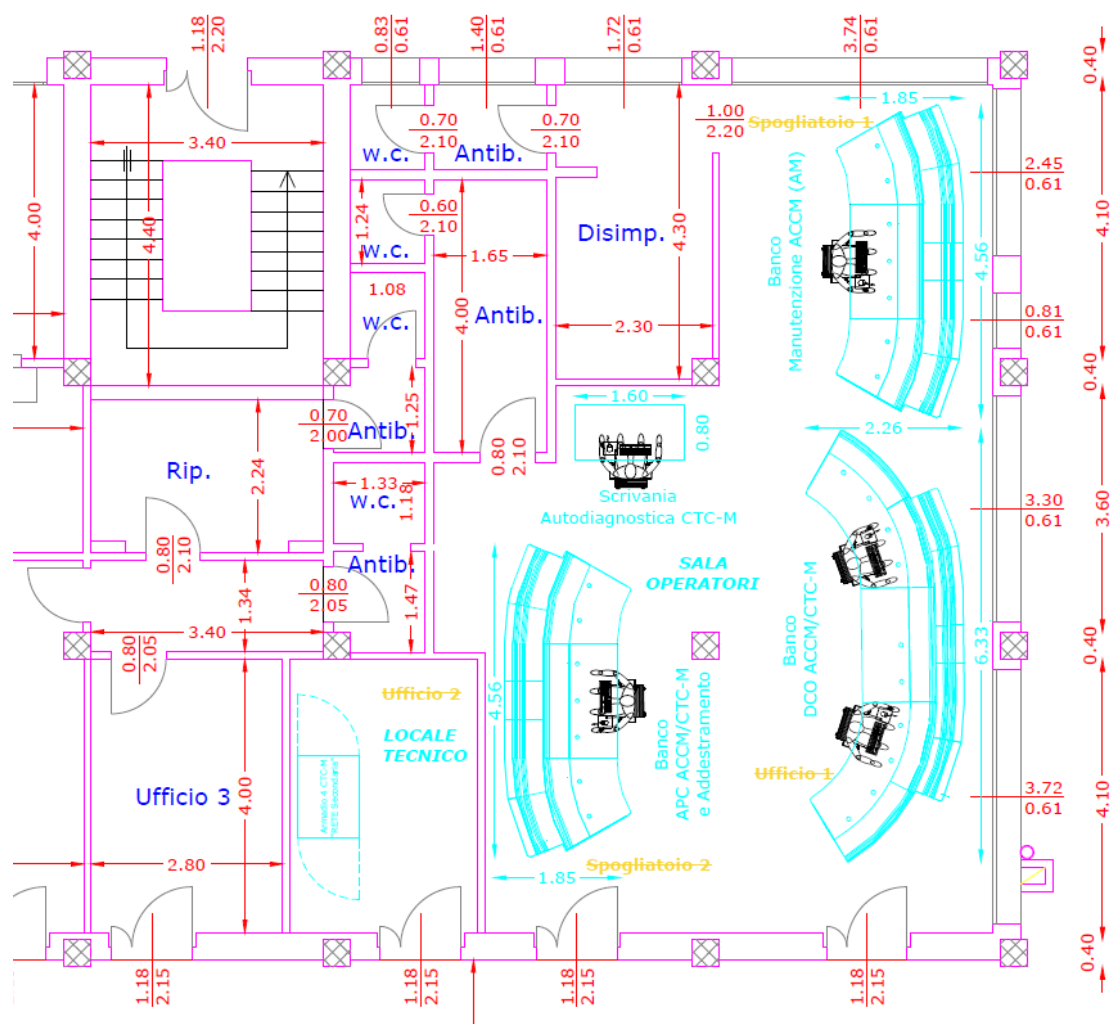 1.18
2.20
0.83
0.61
1.40
0.61
1.72
0.61
3.74
0.61
0.40
1.85
1.00
2.20
Spogliatoio 1
0.70
2.10
0.70
2.10
3.40
w.c.
Antib.
2.45
0.61
4.00
4.40
1.24
0.60
2.10
4.30
4.10
Disimp.
Banco
Manutenzione ACCM (AM)
4.56
w.c.
1.65
1.08
4.00
Antib.
w.c.
2.30
0.81
0.61
0.40
1.25
1.60
0.80
2.26
0.70
2.00
Antib.
0.80
2.10
Rip.
2.24
1.33
w.c.
1.18
Scrivania
Autodiagnostica CTC-M
3.30
0.61
3.60
0.80
2.10
Antib.
SALA
OPERATORI
0.80
2.05
1.34
1.47
3.40
Banco
DCO ACCM/CTC-M
6.33
0.40
0.80
2.05
Ufficio 2
4.56
LOCALE
TECNICO
Banco
APC ACCM/CTC-M
e Addestramento
Ufficio 1
Ufficio 3
4.00
Armadio 4 CTC-M
"RETE Secondaria"
3.72
0.61
4.10
2.80
Spogliatoio 2
1.85
0.40
1.18
2.15
1.18
2.15
1.18
2.15
1.18
2.15